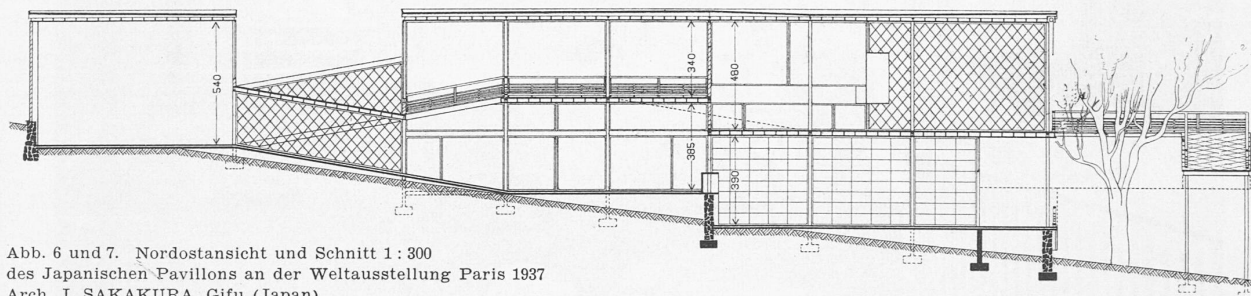 540
340
480
385
390
Abb. 6 und 7. Nordostansicht und Schnitt 1 : 300
des Japanischen Pavillons an der Weltausstellung Paris 1937
Arch. J. SAKAKURA, Gifu (Japan)